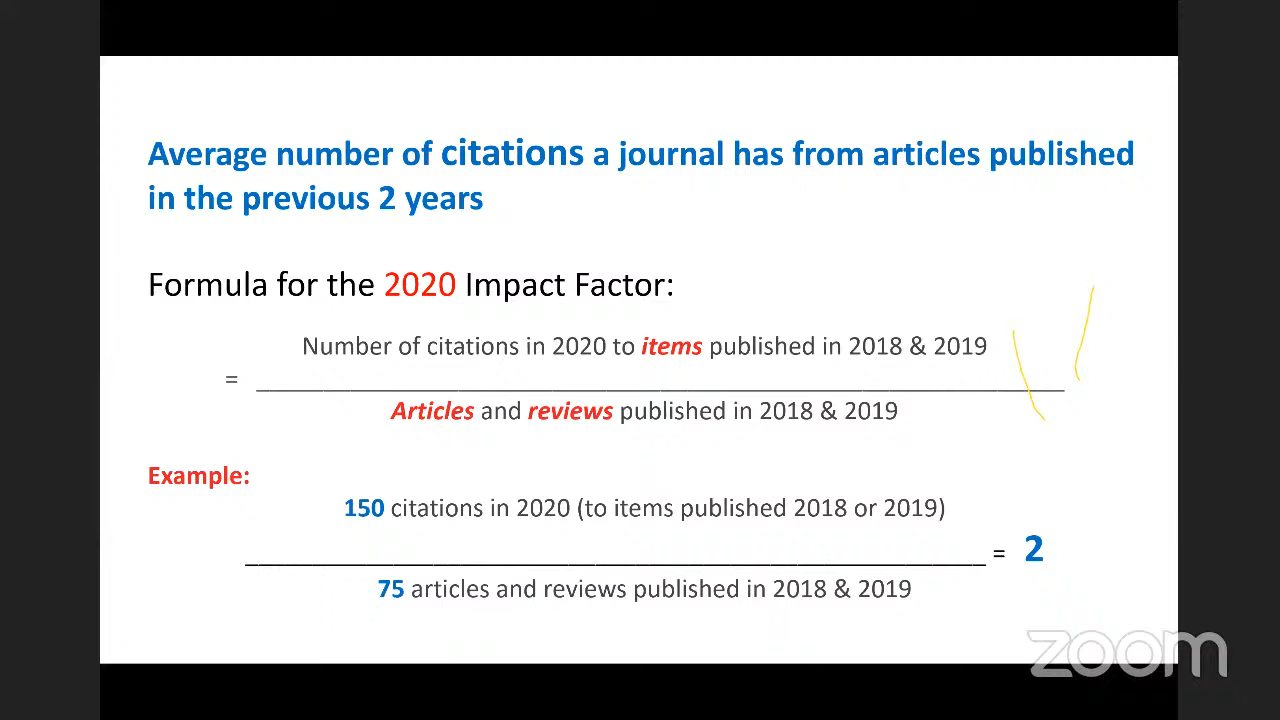 Average number of citations a journal has from articles published
in the previous 2 years
Formula for the 2020 Impact Factor:
Number of citations in 2020 to items published in 2018 & 2019
=
Articles and reviews published in 2018 & 2019
Example:
150 citations in 2020 (to items published 2018 or 2019)
= 2
75 articles and reviews published in 2018 & 2019
zoom